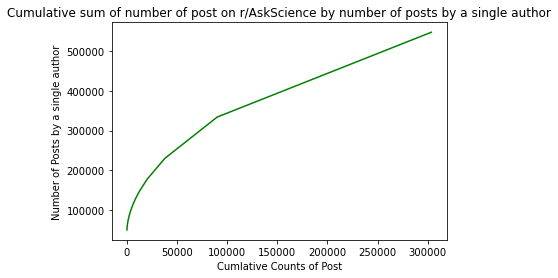 Cumulative sum of number of post on r/AskScience by number of posts by a single author
Number of Posts by a single author
500000
400000
300000
200000
100000
0 50000 100000 150000 200000 250000 300000
Cumlative Counts of Post